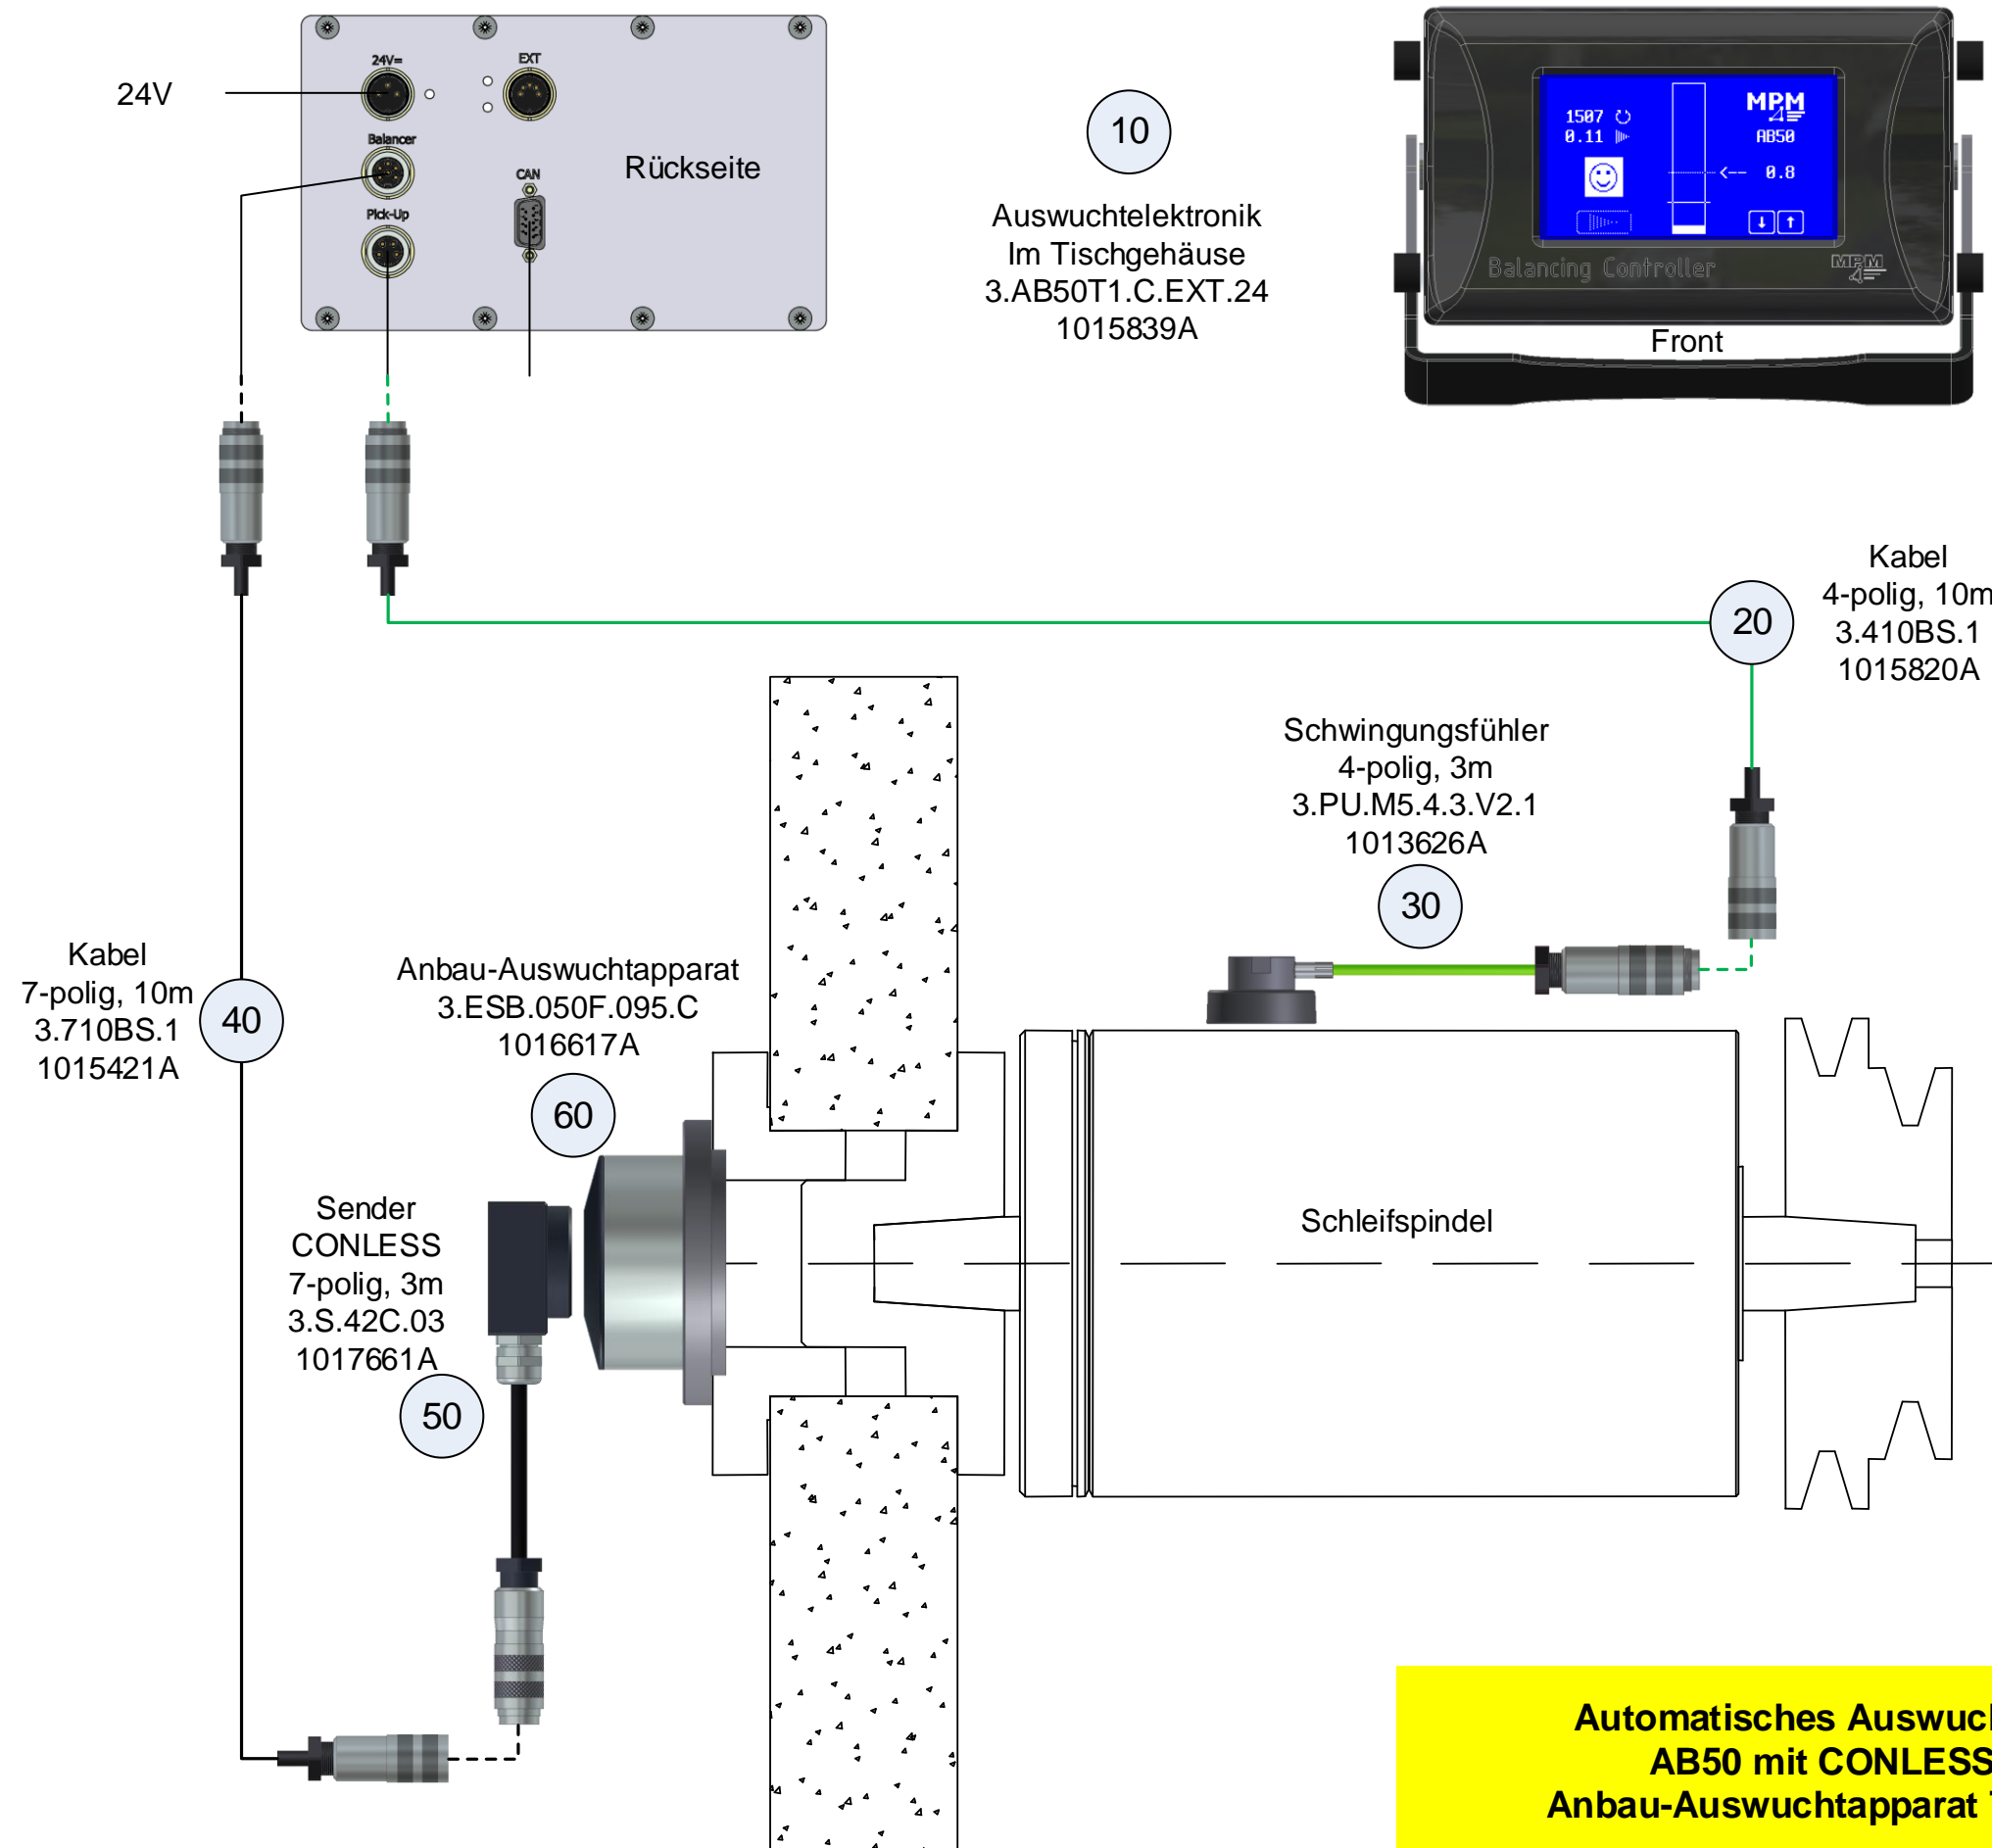 24V
24V=
EXT
Balancer
Rückseite
CAN
Pick-Up
10
Auswuchtelektronik
Im Tischgehäuse
3.AB50T1.C.EXT.24
1015839A
1507
0.11
MPM
AB50
<-- 0.8
Balancing Controller
MPM
Front
Kabel
4-polig, 10m
3.410BS.1
1015820A
20
Schwingungsfühler
4-polig, 3m
3.PU.M5.4.3.V2.1
1013626A
30
Kabel
7-polig, 10m
3.710BS.1
1015421A
40
Anbau-Auswuchtapparat
3.ESB.050F.095.C
1016617A
60
Sender
CONLESS
7-polig, 3m
3.S.42C.03
1017661A
50
Schleifspindel
Automatisches
AB50 mit CONLESS
Anbau-Auswuchtapparat